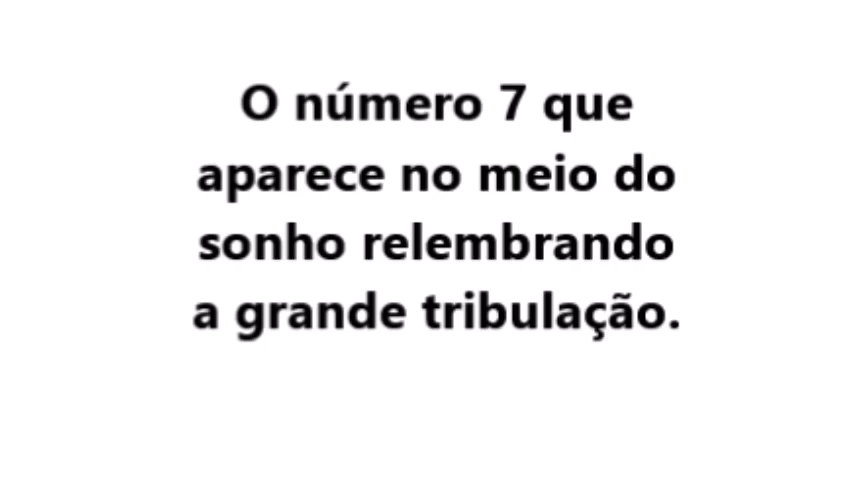 O número 7 que
aparece no meio do
sonho relembrando
a grande tribulação.